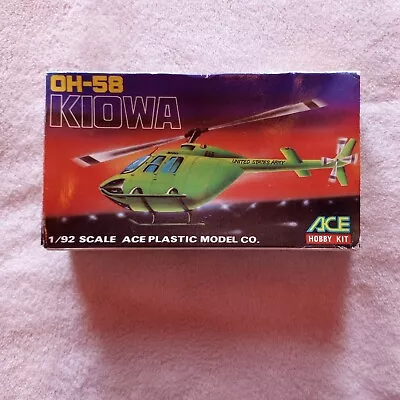 OH-58
KIOWA
UNITED STATES ARMY
1/92 SCALE ACE PLASTIC MODEL CO.
ACE
HOBBY KIT